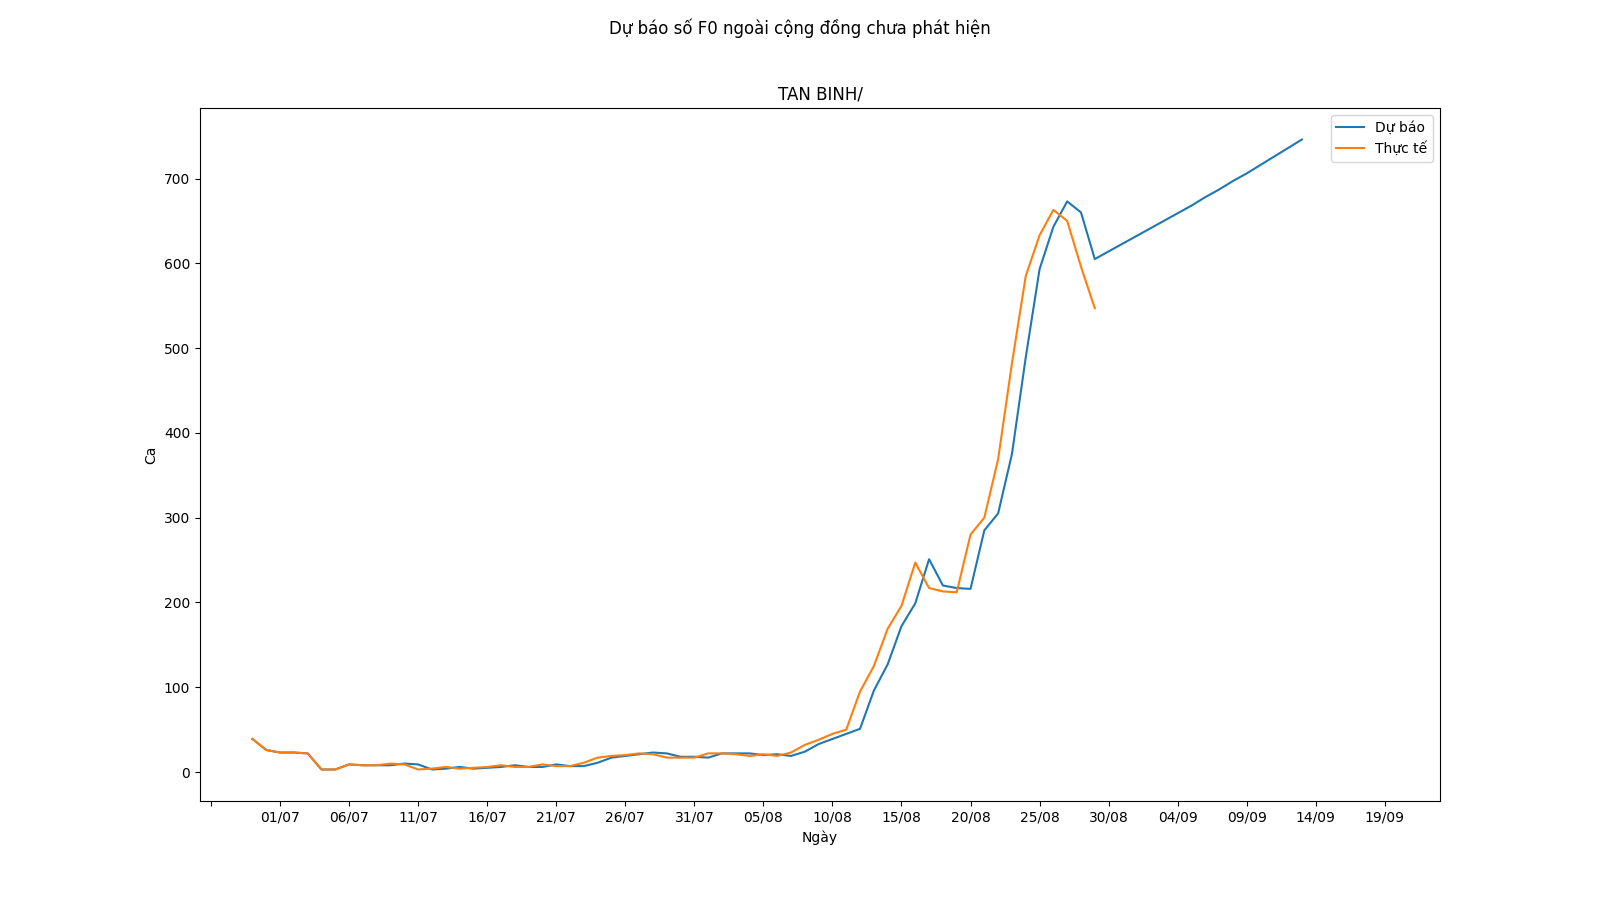 Dự báo số F0 ngoài cộng đồng chưa phát hiện
TAN BINH/
Dự báo
Thực tế
700
600
500
400
300
200
100
0
Ca
01/07 06/07 11/07 16/07 21/07 26/07 31/07 05/08 10/08 15/08 20/08 25/08 30/08 04/09 09/09 14/09 19/09
Ngày